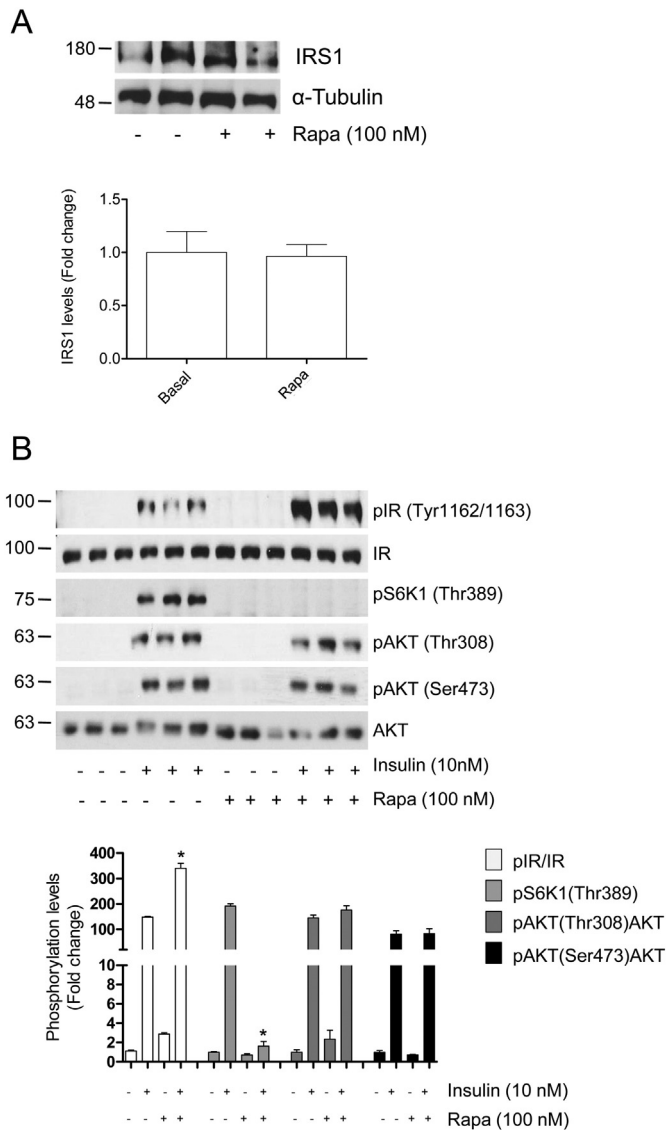 A
180
IRS1
48
α-Tubulin
- - + + Rapa (100 nM)
IRS1 levels (Fold change)
1.5
1.0
0.5
0.0
Basal
Rapa
B
100
pIR (Tyr1162/1163)
100
IR
75
pS6K1 (Thr389)
63
pAKT (Thr308)
63
pAKT (Ser473)
63
AKT
- - - + + + - - - + + + Insulin (10nM)
- - - - - - + + + + + + Rapa (100 nM)
Phosphorylation levels
(Fold change)
400
300
200
100
10
8
6
4
2
0
*
*
pIR/IR
pS6K1(Thr389)
pAKT(Thr308)AKT
pAKT(Ser473)AKT
- + - + - + - + - + - + - + - + Insulin (10 nM)
- - + + - - + + - - + + - - + + Rapa (100 nM)